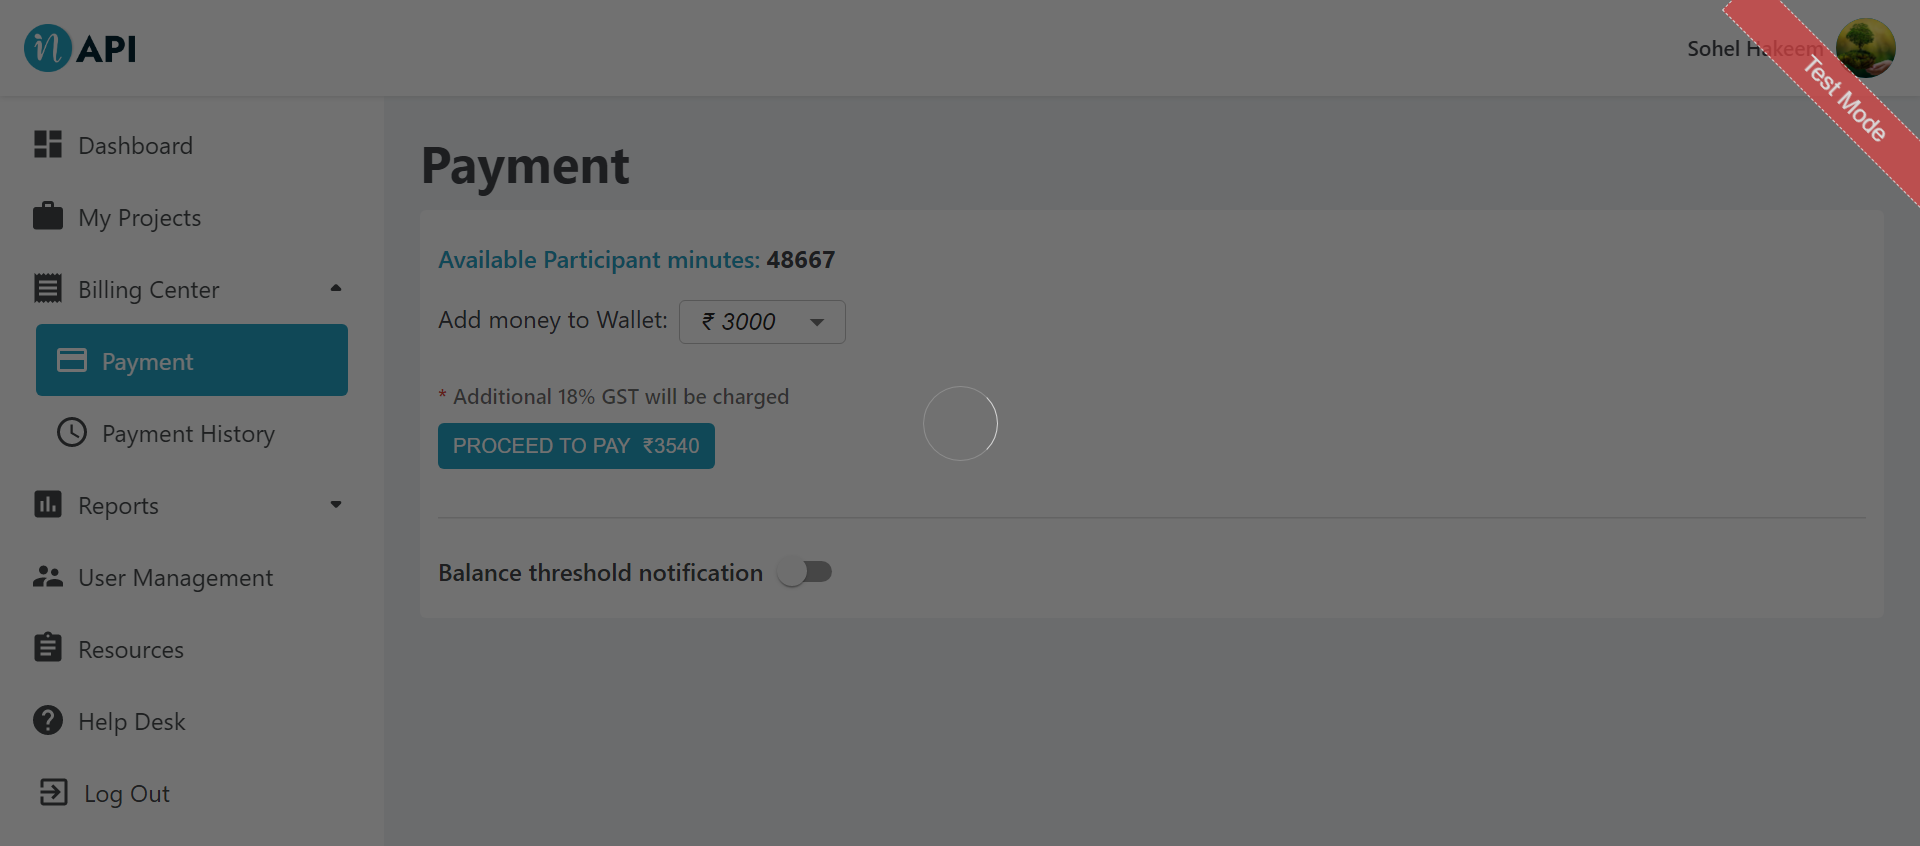 in API
Sohel Hakeem
Test Mode
Dashboard
My Projects
Billing Center
Payment
Payment History
Reports
User Management
Resources
Help Desk
Log Out
Payment
Available Participant minutes: 48667
Add money to Wallet: ₹ 3000
* Additional 18% GST will be charged
PROCEED TO PAY ₹3540
Balance threshold notification